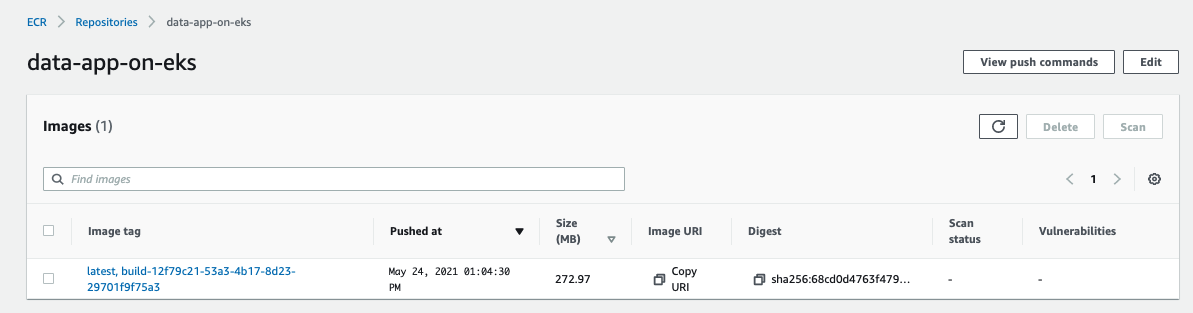 ECR > Repositories > data-app-on-eks
data-app-on-eks
View push commands Edit
Images (1)
Delete Scan
Find images
1
Image tag Pushed at Size (MB) Image URI Digest Scan status Vulnerabilities
latest, build-12f79c21-53a3-4b17-8d23-
29701f9f75a3
May 24, 2021 01:04:30
PM
272.97
Copy
URI
sha256:68cd0d4763f479...
-
-